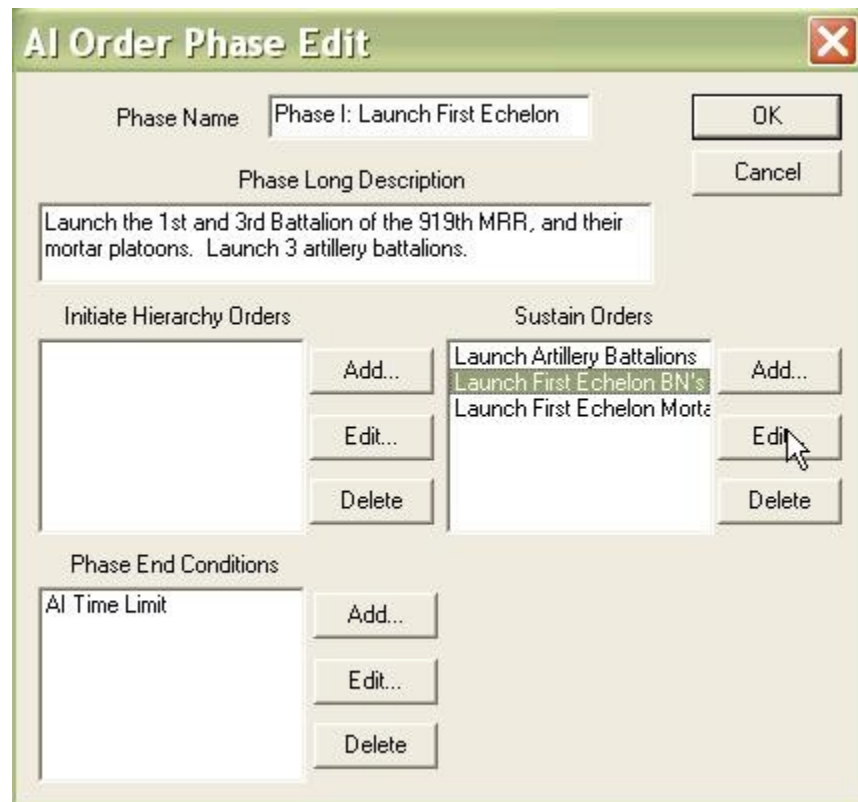 AI Order Phase Edit
Phase Name
Phase I: Launch First Echelon
OK
Cancel
Phase Long Description
Launch the 1st and 3rd Battalion of the 919th MRR, and their
mortar platoons. Launch 3 artillery battalions.
Initiate Hierarchy Orders
Add...
Edit...
Delete
Sustain Orders
Launch Artillery Battalions
Launch First Echelon BN's
Launch First Echelon Morta
Add...
Edit
Delete
Phase End Conditions
AI Time Limit
Add...
Edit...
Delete